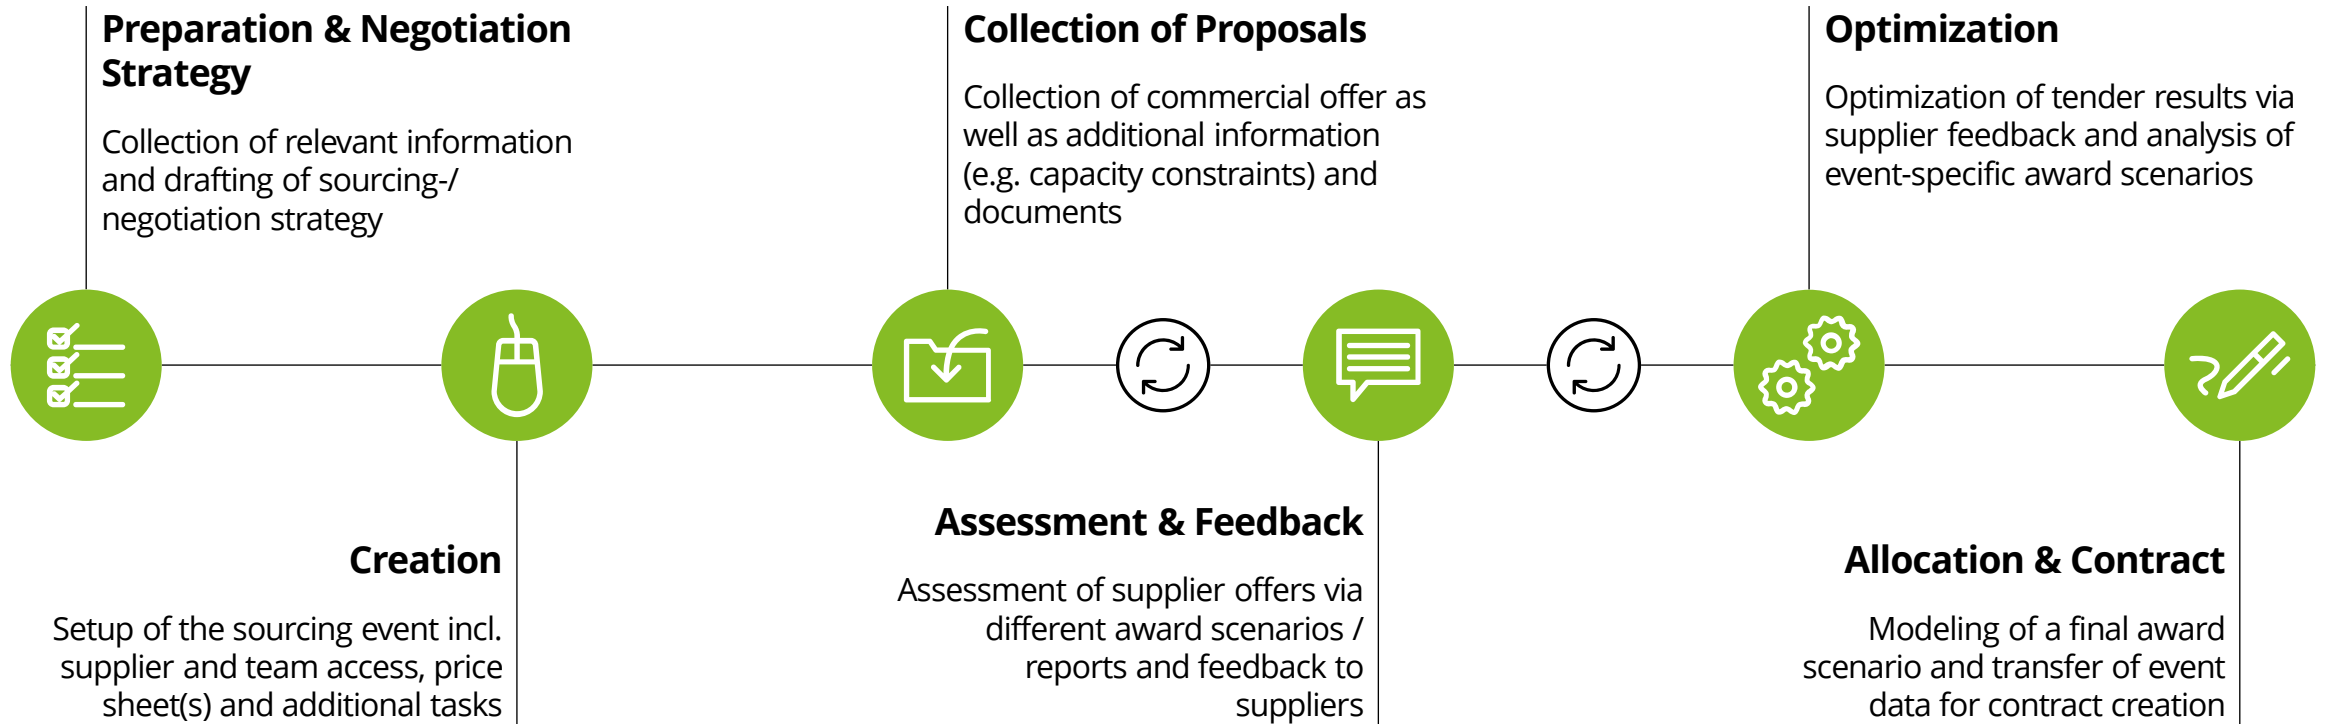 Preparation & Negotiation
Strategy
Collection of relevant information
and drafting of sourcing-/
negotiation strategy
Collection of Proposals
Collection of commercial offer as
well as additional information
(e.g. capacity constraints) and
documents
Optimization
Optimization of tender results via
supplier feedback and analysis of
event-specific award scenarios
Creation
Setup of the sourcing event incl.
supplier and team access, price
sheet(s) and additional tasks
Assessment & Feedback
Assessment of supplier offers via
different award scenarios /
reports and feedback to
suppliers
Allocation & Contract
Modeling of a final award
scenario and transfer of event
data for contract creation